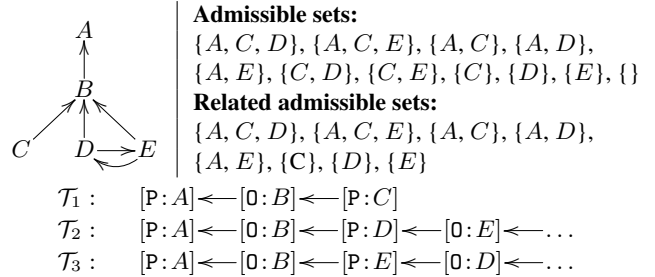 A
B
C D E
Admissible sets:
{A, C, D}, {A, C, E}, {A, C}, {A, D},
{A, E}, {C, D}, {C, E}, {C}, {D}, {E}, {}
Related admissible sets:
{A, C, D}, {A, C, E}, {A, C}, {A, D},
{A, E}, {C}, {D}, {E}
T₁ : [P:A]⟵[O:B]⟵[P:C]
T₂ : [P:A]⟵[O:B]⟵[P:D]⟵[O:E]⟵...
T₃ : [P:A]⟵[O:B]⟵[P:E]⟵[O:D]⟵...